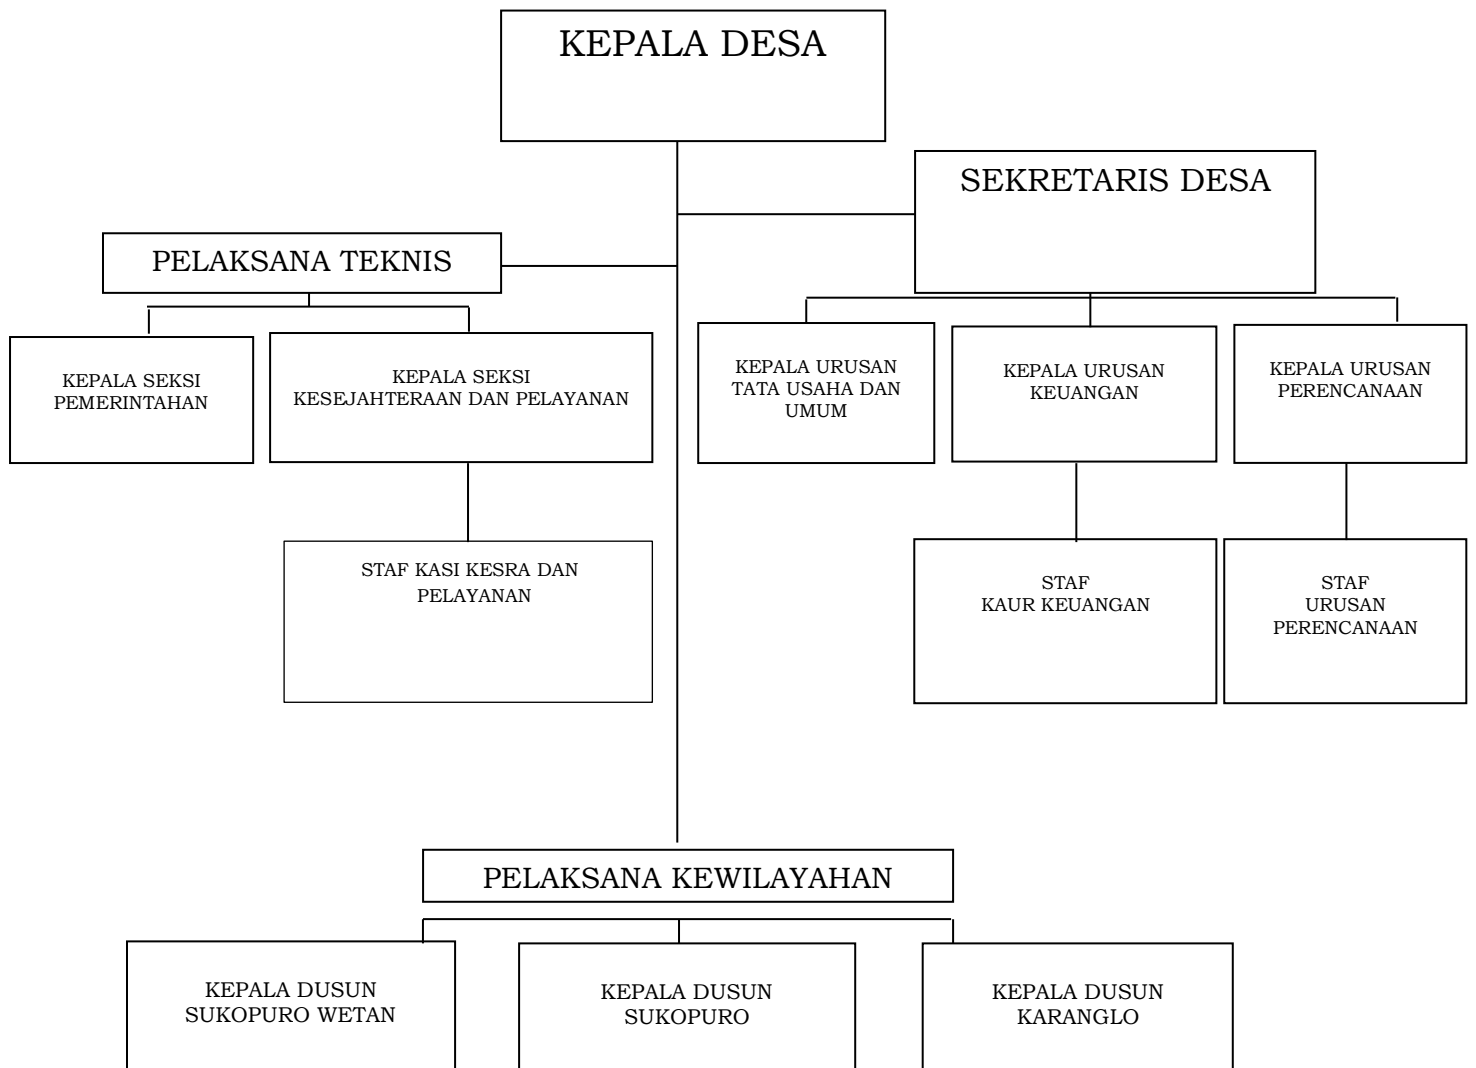 KEPALA DESA
SEKRETARIS DESA
PELAKSANA TEKNIS
KEPALA SEKSI
PEMERINTAHAN
KEPALA SEKSI
KESEJAHTERAAN DAN PELAYANAN
KEPALA URUSAN
TATA USAHA DAN
UMUM
KEPALA URUSAN
KEUANGAN
KEPALA URUSAN
PERENCANAAN
STAF KASI KESRA DAN
PELAYANAN
STAF
KAUR KEUANGAN
STAF
URUSAN
PERENCANAAN
PELAKSANA KEWILAYAHAN
KEPALA DUSUN
SUKOPURO WETAN
KEPALA DUSUN
SUKOPURO
KEPALA DUSUN
KARANGLO